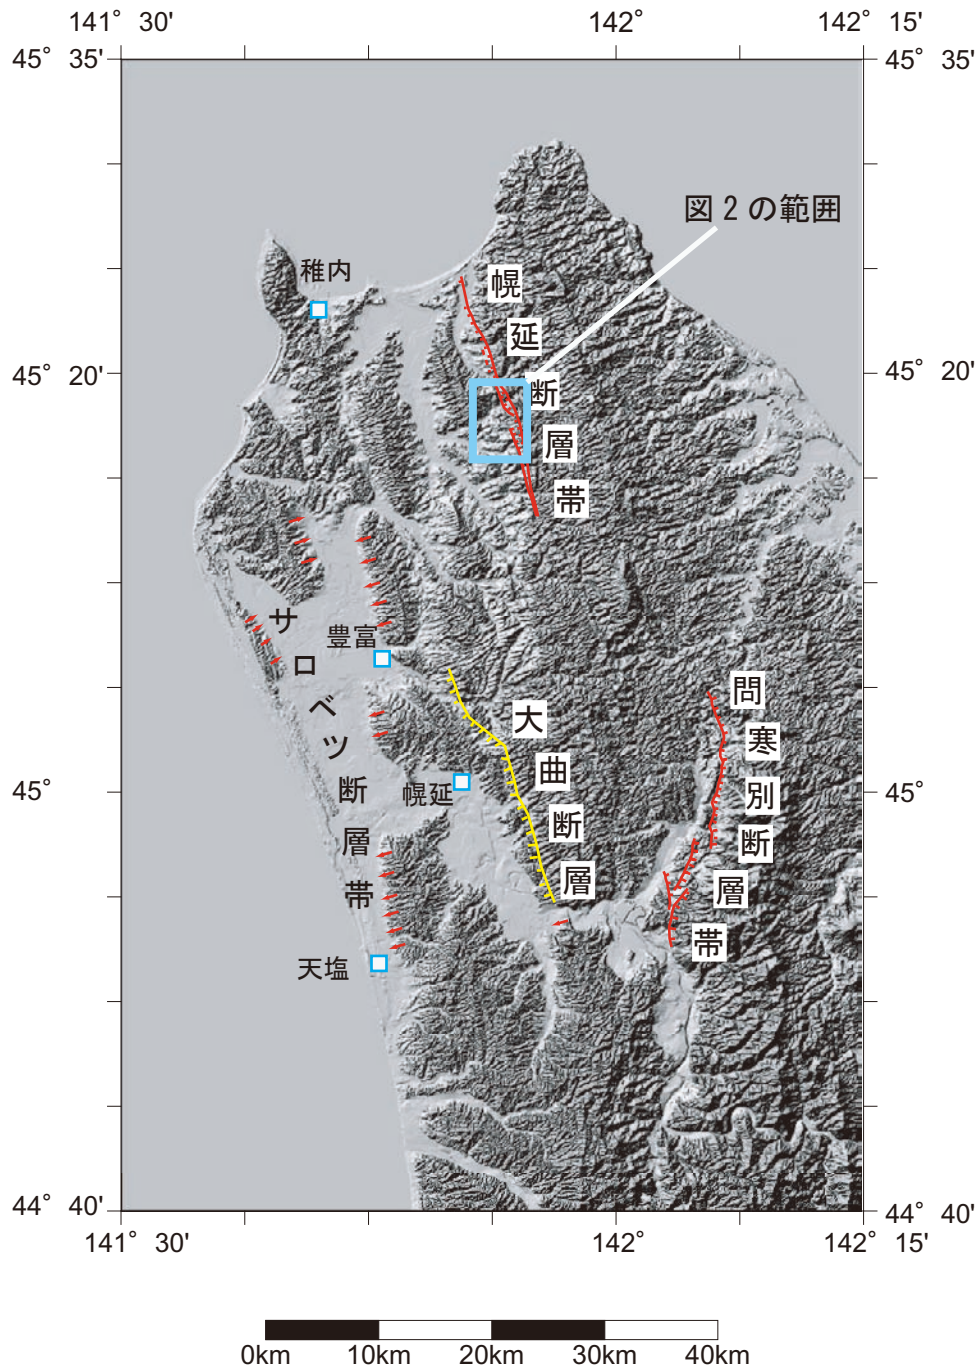 141° 30'
142°
142° 15'
45° 35'
45° 35'
図2の範囲
稚内
幌延断層帯
45° 20'
45° 20'
サロベツ断層帯
豊富
大曲断層
問寒別断層帯
45°
45°
幌延
天塩
44° 40'
44° 40'
141° 30'
142°
142° 15'
0km
10km
20km
30km
40km